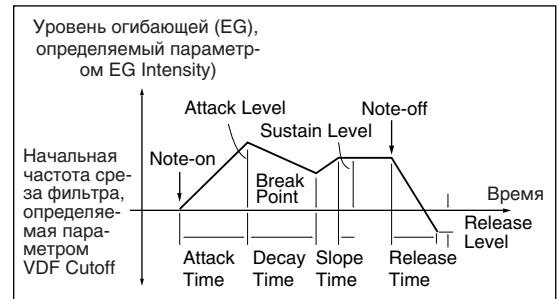 Уровень огибающей (EG),
определяемый параметр-
ом EG Intensity)
Attack Level
Note-off
Sustain Level
Note-on
Начальная
частота сре-
за фильтра,
определяе-
мая пара-
метром
VDF Cutoff
Break
Point
Время
Release
Level
Attack
Time
Decay
Time
Slope
Time
Release
Time